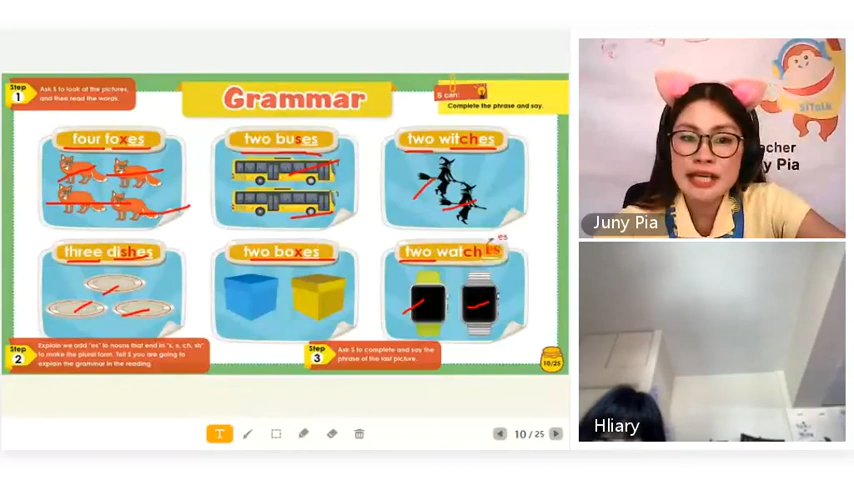 Step 1
Ask S to look at the pictures,
and then read the words.
Grammar
S can:
Complete the phrase and say.
four foxes
two buses
two witches
three dishes
two boxes
two watches
es
Step 2
Explain we add "es" to nouns that end in "s, x, ch, sh"
to make the plural form. Tell S you are going to
explain the grammar in the reading.
Step 3
Ask S to complete and say the
phrase of the last picture.
10/25
T
10 / 25
51Talk
Juny Pia
Hliary